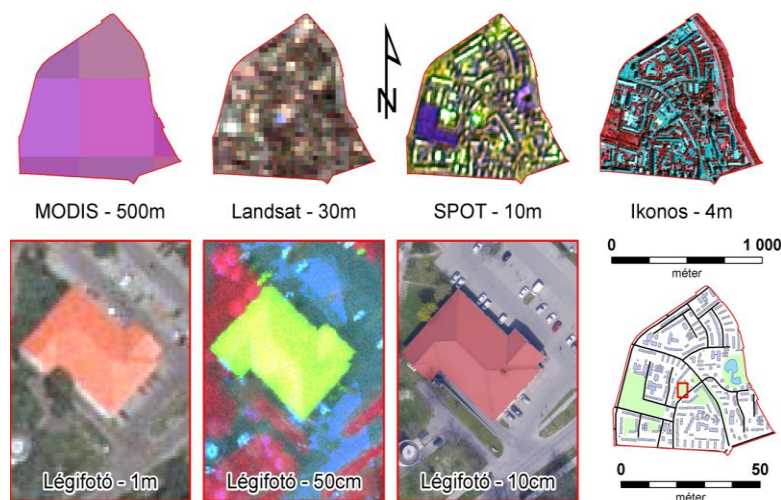 N
MODIS - 500m
Landsat - 30m
SPOT - 10m
Ikonos - 4m
0 1 000
méter
Légifotó - 1m
Légifotó - 50cm
Légifotó - 10cm
0 50
méter